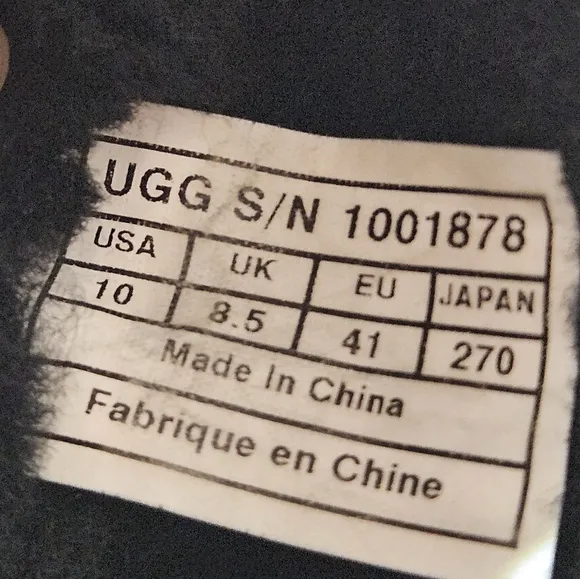 UGG S/N 1001878
USA UK EU JAPAN
10 8.5 41 270
Made In China
Fabrique en Chine